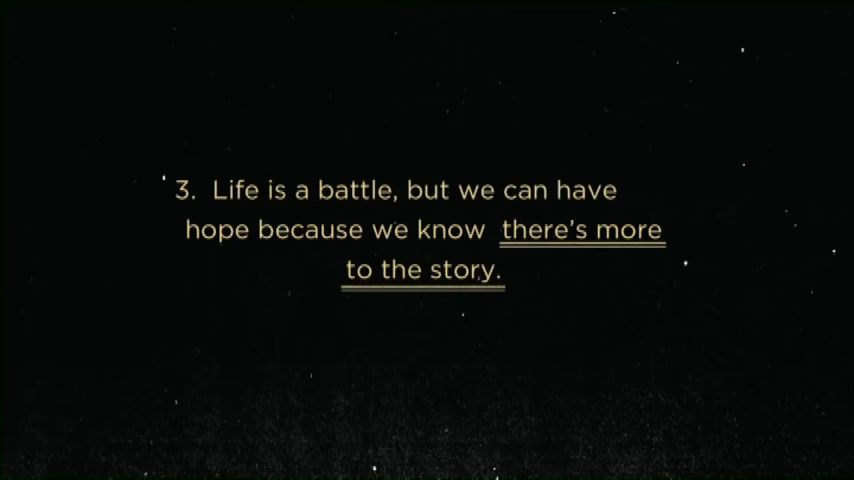 3. Life is a battle, but we can have
hope because we know there's more
to the story.